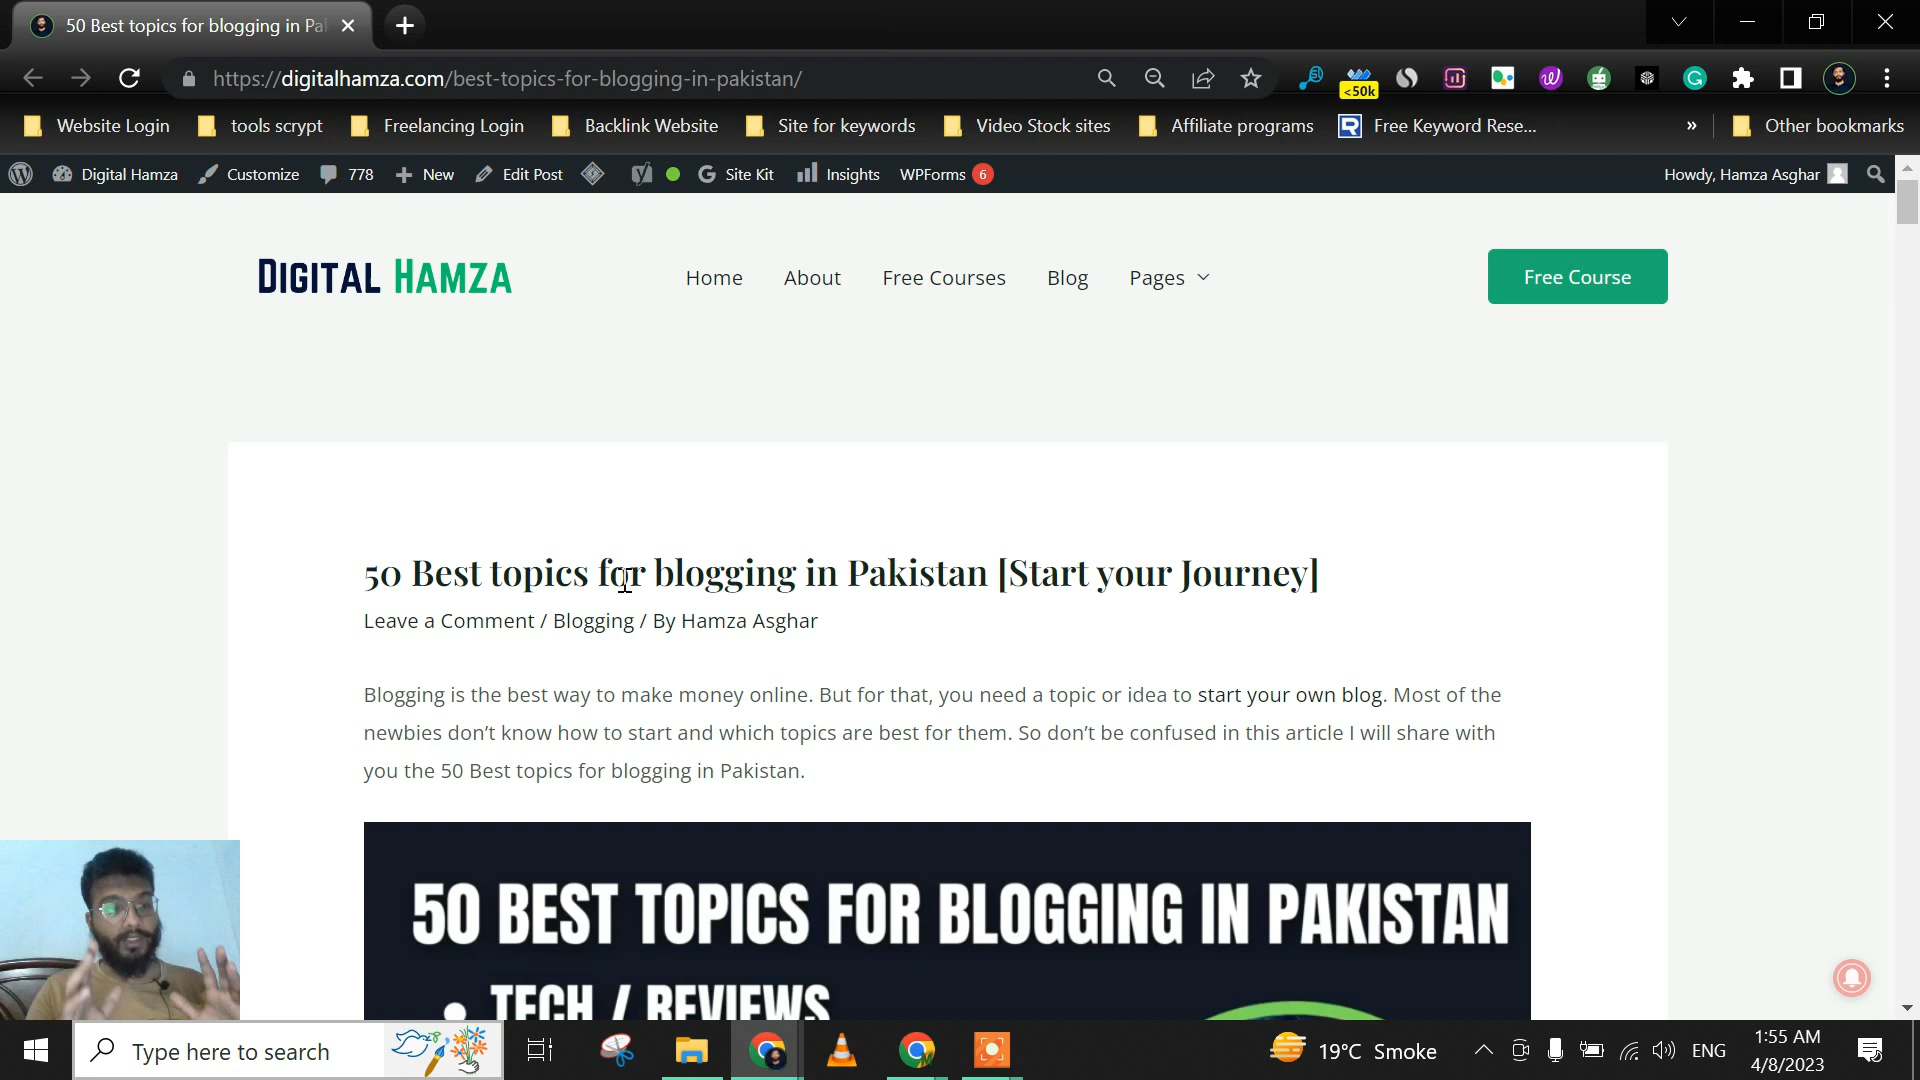 50 Best topics for blogging in Pa
https://digitalhamza.com/best-topics-for-blogging-in-pakistan/
<50k
Website Login
tools scrypt
Freelancing Login
Backlink Website
Site for keywords
Video Stock sites
Affiliate programs
Free Keyword Rese...
»
Other bookmarks
Digital Hamza
Customize
778
New
Edit Post
Site Kit
Insights
WPForms 6
Howdy, Hamza Asghar
DIGITAL HAMZA
Home
About
Free Courses
Blog
Pages
Free Course
50 Best topics for blogging in Pakistan [Start your Journey]
Leave a Comment / Blogging / By Hamza Asghar
Blogging is the best way to make money online. But for that, you need a topic or idea to start your own blog. Most of the
newbies don’t know how to start and which topics are best for them. So don’t be confused in this article I will share with
you the 50 Best topics for blogging in Pakistan.
50 BEST TOPICS FOR BLOGGING IN PAKISTAN
• TECH / REVIEWS
Type here to search
19°C Smoke
ENG
1:55 AM
4/8/2023